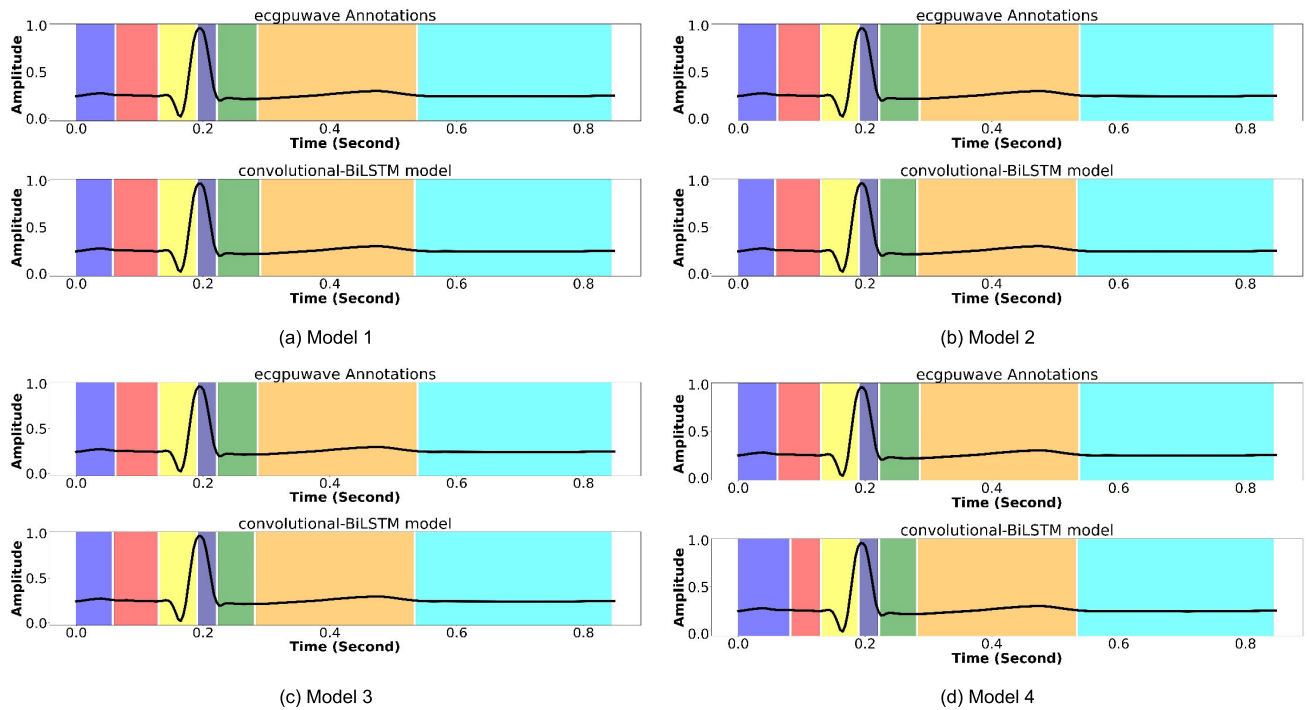 ecgpuwave Annotations
Amplitude
1.0
0.5
0.0
0.0 0.2 0.4 0.6 0.8
Time (Second)
convolutional-BiLSTM model
Amplitude
1.0
0.5
0.0
0.0 0.2 0.4 0.6 0.8
Time (Second)
(a) Model 1
ecgpuwave Annotations
Amplitude
1.0
0.5
0.0
0.0 0.2 0.4 0.6 0.8
Time (Second)
convolutional-BiLSTM model
Amplitude
1.0
0.5
0.0
0.0 0.2 0.4 0.6 0.8
Time (Second)
(b) Model 2
ecgpuwave Annotations
Amplitude
1.0
0.5
0.0
0.0 0.2 0.4 0.6 0.8
Time (Second)
convolutional-BiLSTM model
Amplitude
1.0
0.5
0.0
0.0 0.2 0.4 0.6 0.8
Time (Second)
(c) Model 3
ecgpuwave Annotations
Amplitude
1.0
0.5
0.0
0.0 0.2 0.4 0.6 0.8
Time (Second)
convolutional-BiLSTM model
Amplitude
1.0
0.5
0.0
0.0 0.2 0.4 0.6 0.8
Time (Second)
(d) Model 4